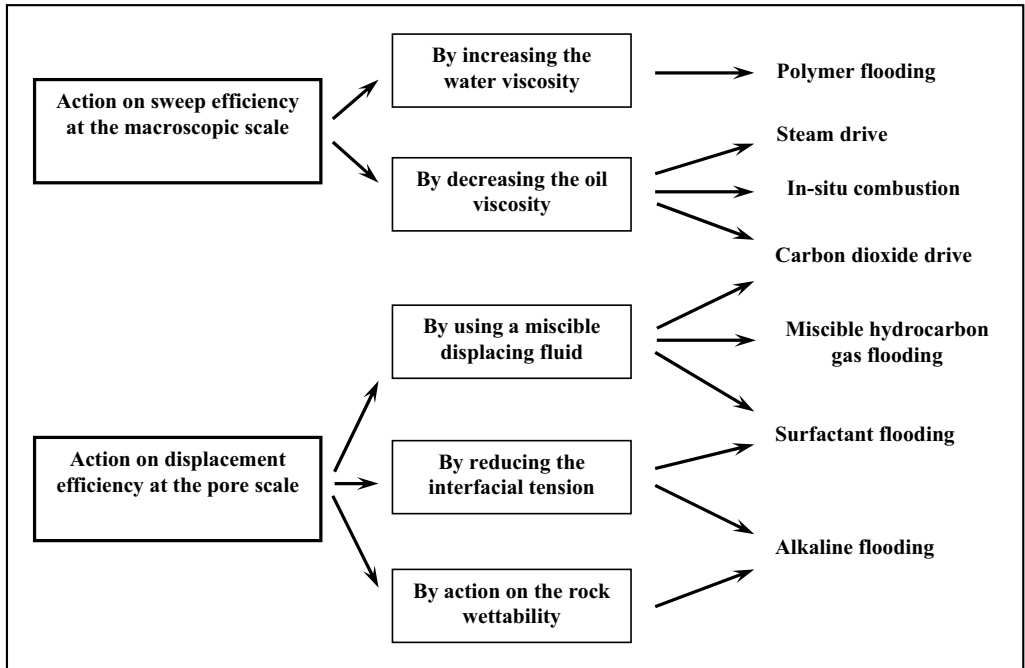 Action on sweep efficiency
at the macroscopic scale
By increasing the
water viscosity
Polymer flooding
By decreasing the oil
viscosity
Steam drive
In-situ combustion
Carbon dioxide drive
Action on displacement
efficiency at the pore scale
By using a miscible
displacing fluid
Miscible hydrocarbon
gas flooding
By reducing the
interfacial tension
Surfactant flooding
By action on the rock
wettability
Alkaline flooding